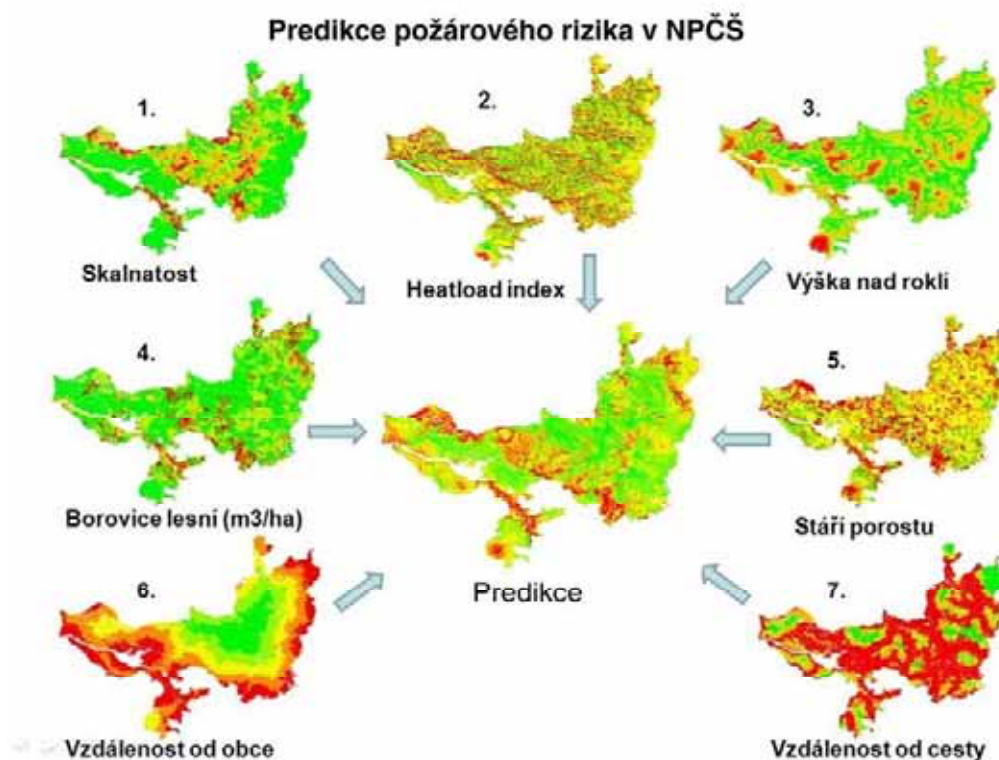 Predikce požárového rizika v NPČŠ
1.
2.
3.
Skalnatost
Heatload index
Výška nad roklí
4.
5.
Borovice lesní (m3/ha)
Stáří porostu
6.
Predikce
7.
Vzdálenost od obce
Vzdálenost od cesty